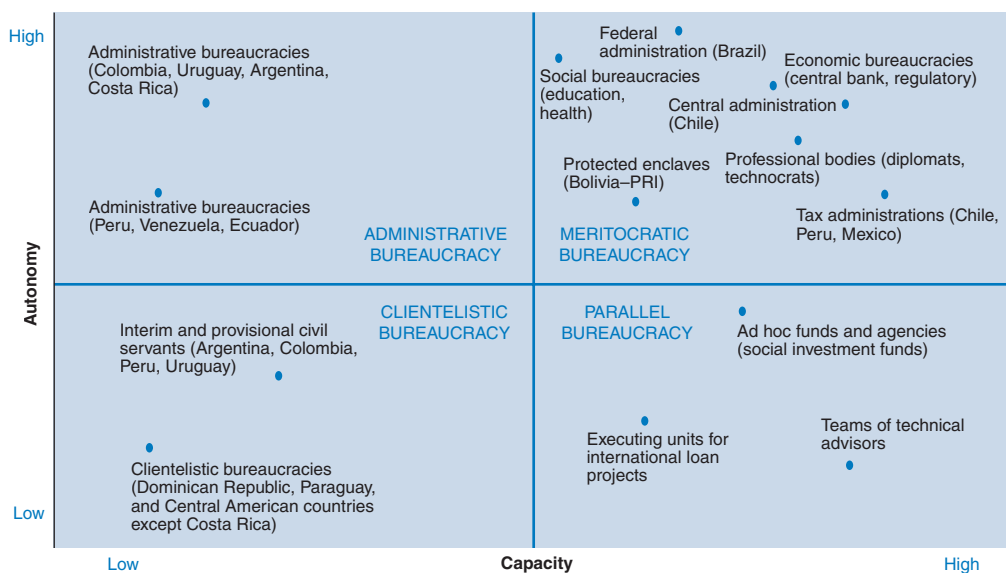 High
Administrative bureaucracies
(Colombia, Uruguay, Argentina,
Costa Rica)
Administrative bureaucracies
(Peru, Venezuela, Ecuador)
ADMINISTRATIVE
BUREAUCRACY
Federal
administration (Brazil)
Social bureaucracies
(education,
health)
Economic bureaucracies
(central bank, regulatory)
Central administration
(Chile)
Protected enclaves
(Bolivia–PRI)
Professional bodies (diplomats,
technocrats)
Tax administrations (Chile,
Peru, Mexico)
MERITOCRATIC
BUREAUCRACY
Autonomy
CLIENTELISTIC
BUREAUCRACY
Interim and provisional civil
servants (Argentina, Colombia,
Peru, Uruguay)
Clientelistic bureaucracies
(Dominican Republic, Paraguay,
and Central American countries
except Costa Rica)
PARALLEL
BUREAUCRACY
Ad hoc funds and agencies
(social investment funds)
Executing units for
international loan
projects
Teams of technical
advisors
Low
Low
Capacity
High